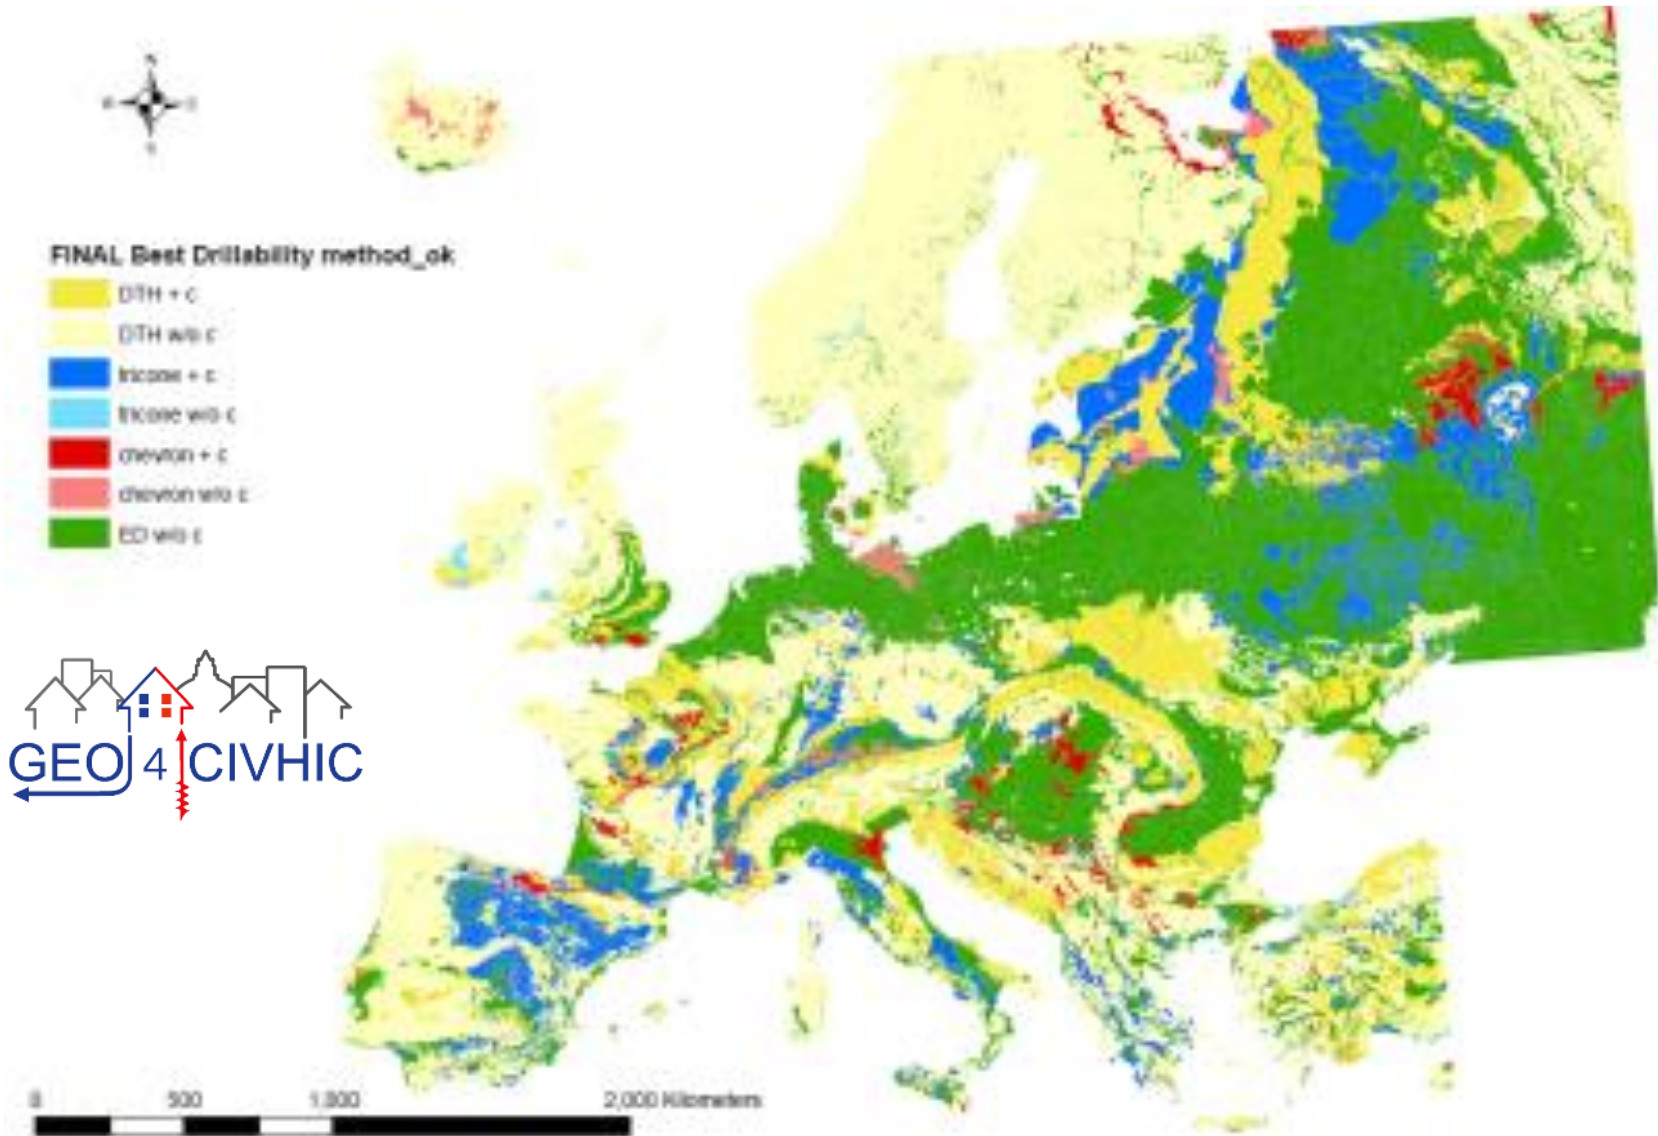 N
FINAL Best Drillability method_ok
DTH + c
DTH w/o c
tricone + c
tricone w/o c
chevron + c
chevron w/o c
ED w/o c
GEO 4 CIVHIC
0 500 1,000 2,000 Kilometers